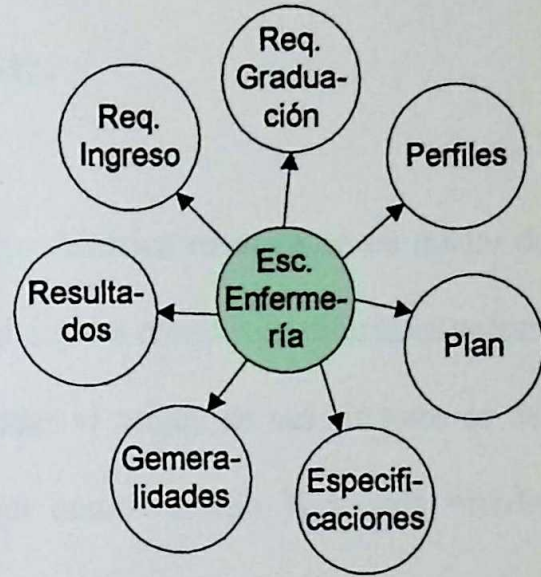 Req.
Gradua-
ción
Req.
Ingreso
Perfiles
Esc.
Enferme-
ría
Resulta-
dos
Plan
Gemera-
lidades
Especifi-
caciones